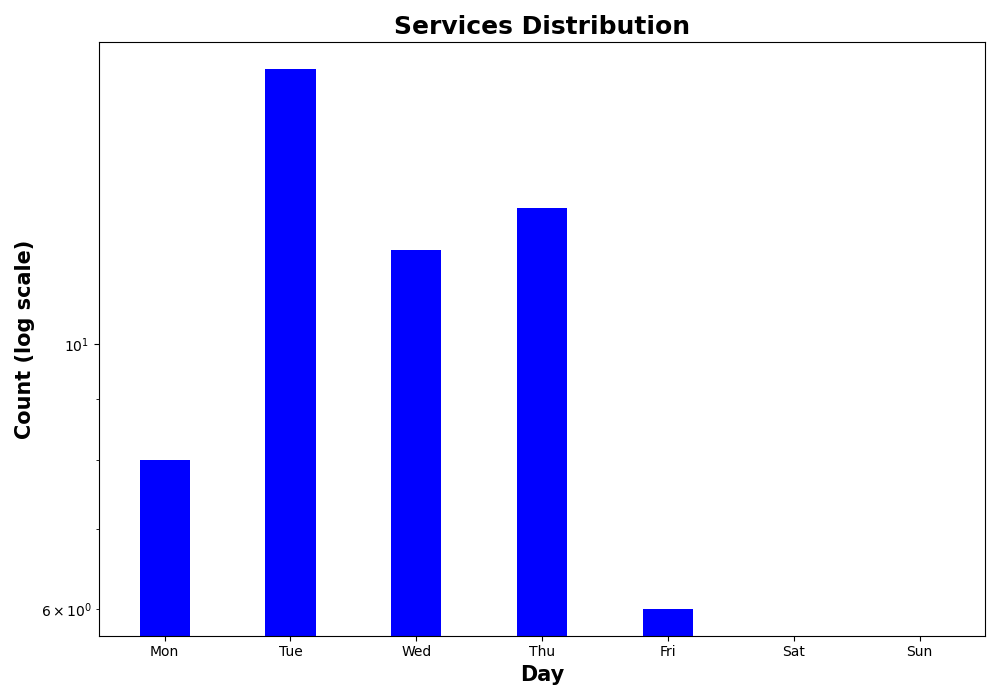 Services Distribution
Count (log scale)
10¹
6 × 10⁰
Mon Tue Wed Thu Fri Sat Sun
Day